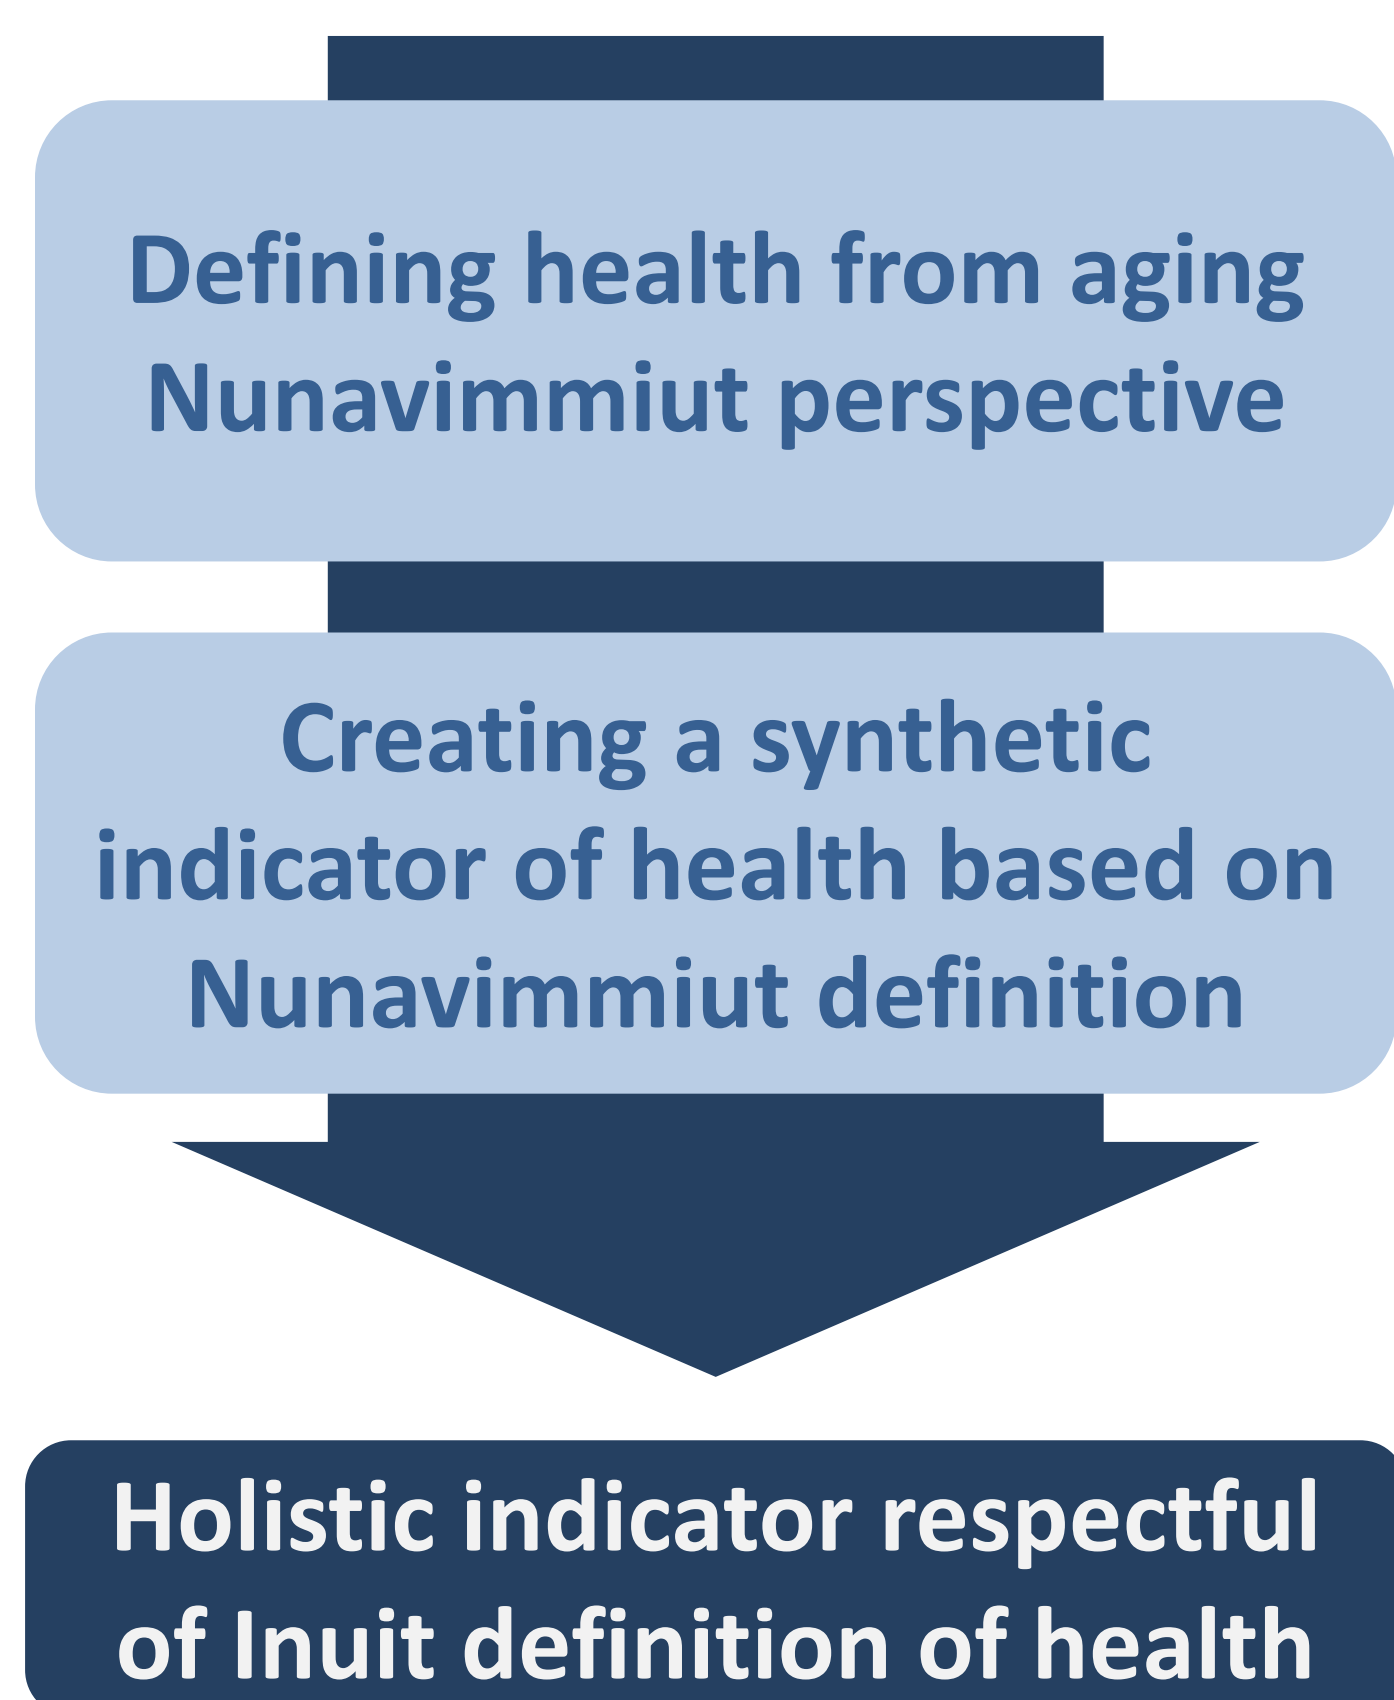 Defining health from aging
Nunavimmiut perspective
Creating a synthetic
indicator of health based on
Nunavimmiut definition
Holistic indicator respectful
of Inuit definition of health